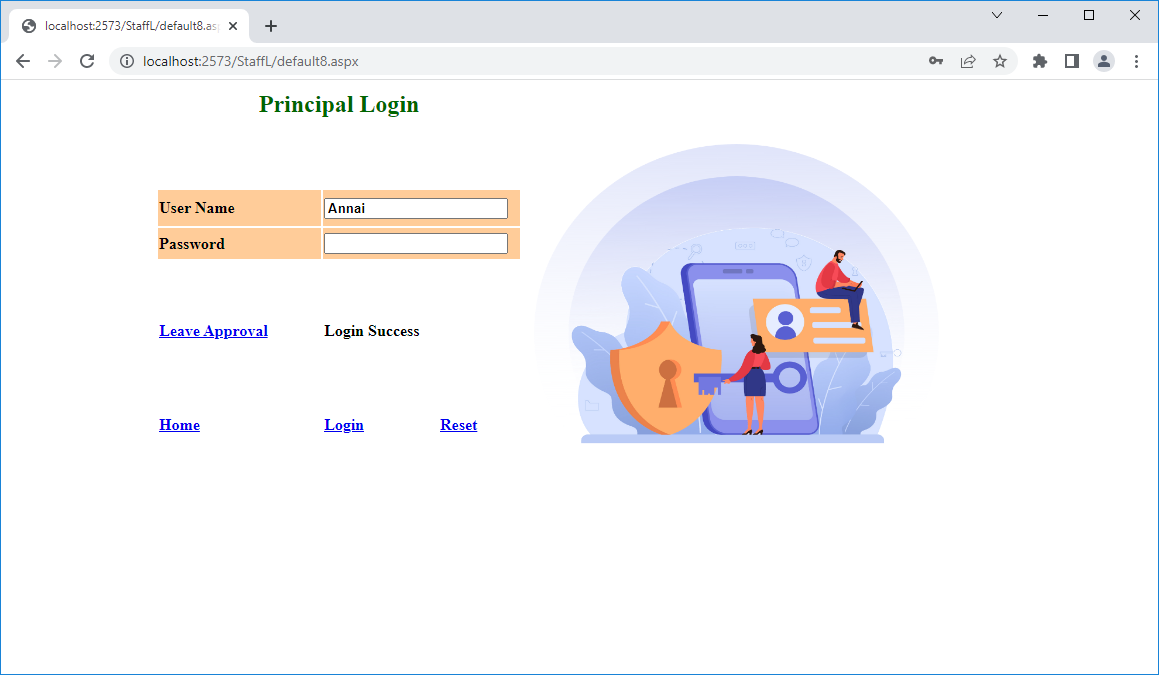 localhost:2573/StaffL/default8.as
localhost:2573/StaffL/default8.aspx
Principal Login
User Name Annai
Password
Leave Approval Login Success
Home Login Reset